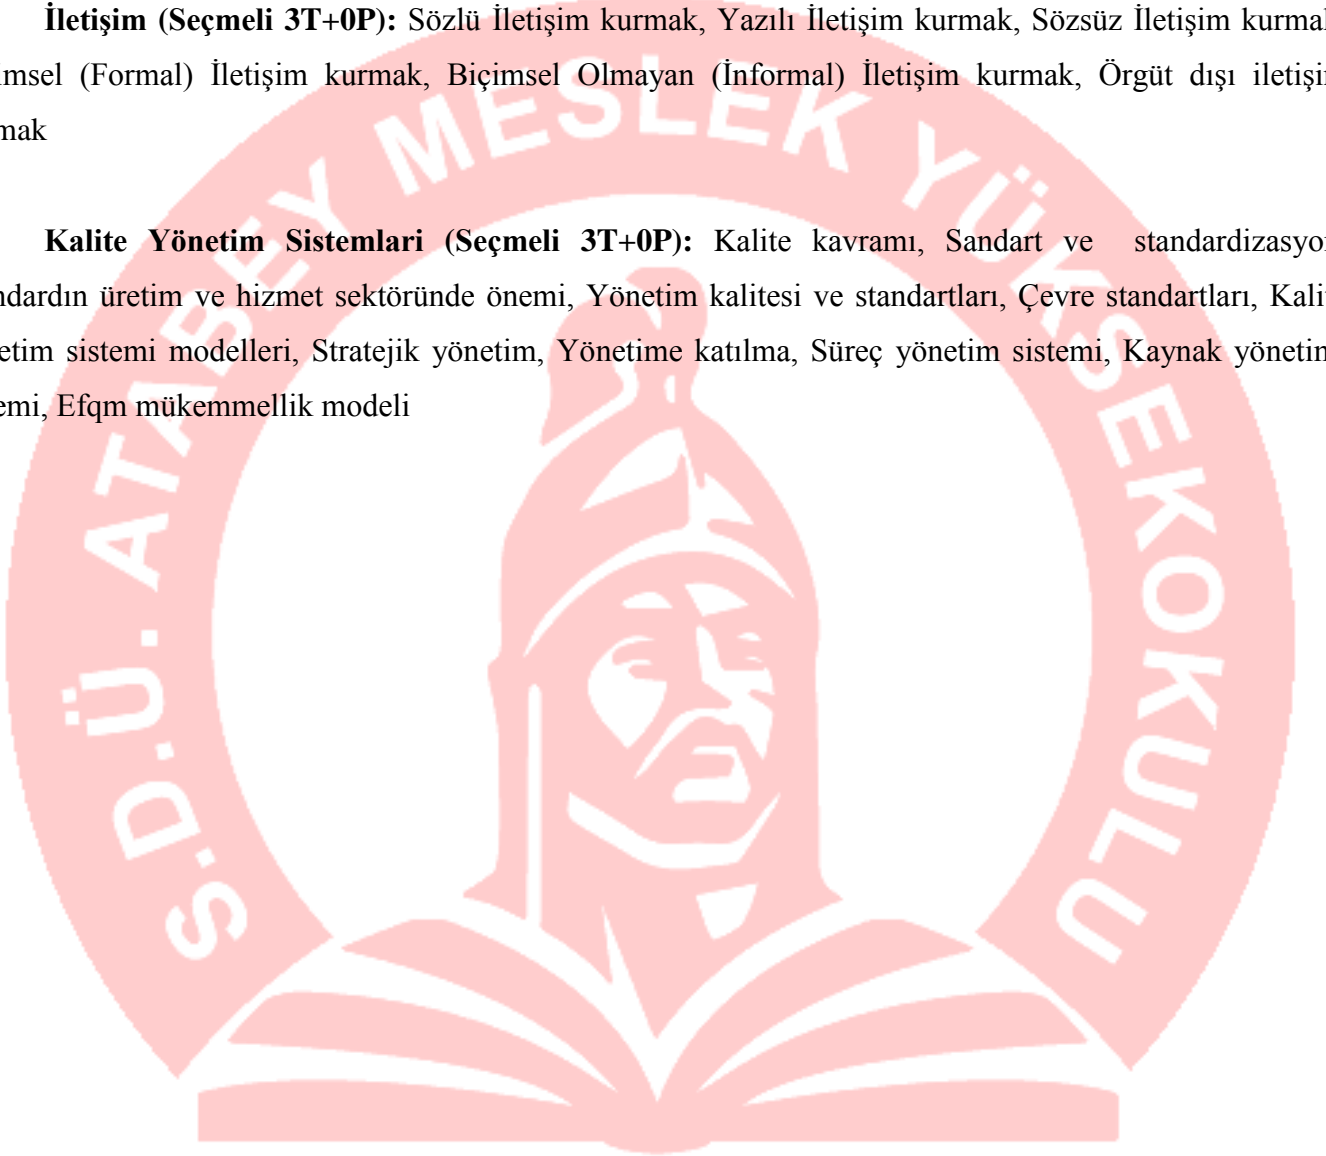 İletişim (Seçmeli 3T+0P): Sözlü İletişim kurmak, Yazılı İletişim kurmak, Sözsüz İletişim kurmak
imsel (Formal) İletişim kurmak, Biçimsel Olmayan (İnformal) İletişim kurmak, Örgüt dışı iletişim
mak
Kalite Yönetim Sistemlari (Seçmeli 3T+0P): Kalite kavramı, Sandart ve standardizasyon
ndardın üretim ve hizmet sektöründe önemi, Yönetim kalitesi ve standartları, Çevre standartları, Kalit
etim sistemi modelleri, Stratejik yönetim, Yönetime katılma, Süreç yönetim sistemi, Kaynak yönetim
emi, Efqm mükemmellik modeli
S.D.Ü. ATABEY MESLEK YÜKSEKOKULU